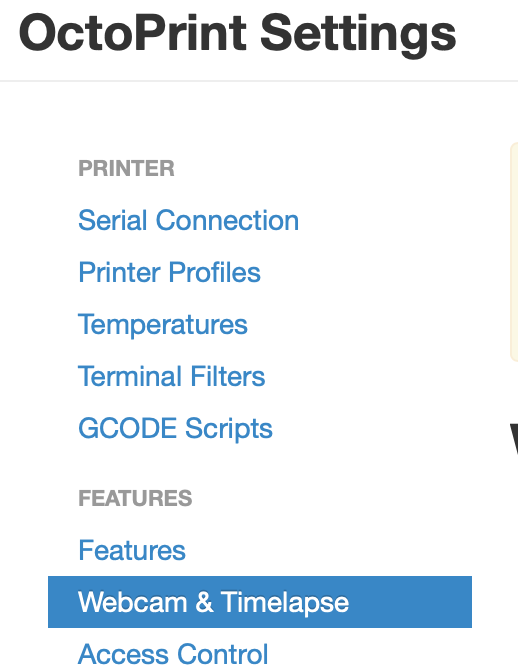 OctoPrint Settings
PRINTER
Serial Connection
Printer Profiles
Temperatures
Terminal Filters
GCODE Scripts
FEATURES
Features
Webcam & Timelapse
Access Control